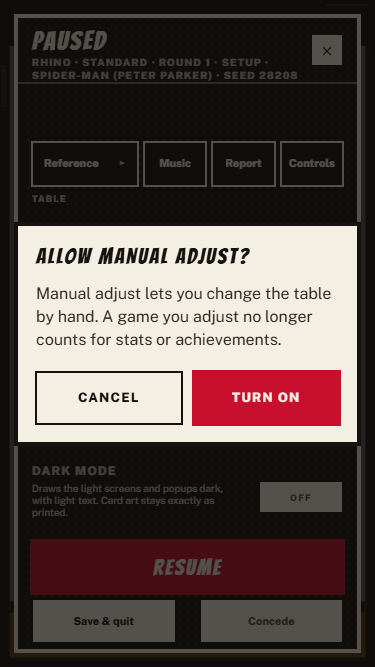 PAUSED
RHINO · STANDARD · ROUND 1 · SETUP ·
SPIDER-MAN (PETER PARKER) · SEED 28208
×
Reference ►
Music
Report
Controls
TABLE
ALLOW MANUAL ADJUST?
Manual adjust lets you change the table
by hand. A game you adjust no longer
counts for stats or achievements.
CANCEL
TURN ON
DARK MODE
Draws the light screens and popups dark,
with light text. Card art stays exactly as
printed.
OFF
RESUME
Save & quit
Concede